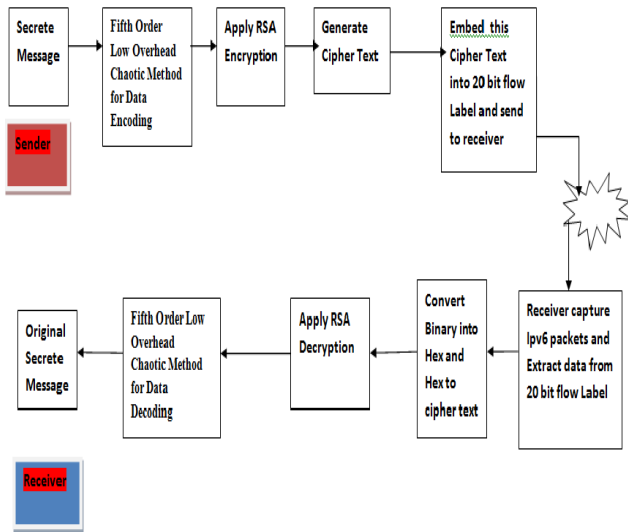 Secrete
Message
Fifth Order
Low Overhead
Chaotic Method
for Data
Encoding
Apply RSA
Encryption
Generate
Cipher Text
Embed this
Cipher Text
into 20 bit flow
Label and send
to receiver
Sender
Original
Secrete
Message
Fifth Order Low
Overhead
Chaotic Method
for Data
Decoding
Apply RSA
Decryption
Convert
Binary into
Hex and
Hex to
cipher text
Receiver capture
Ipv6 packets and
Extract data from
20 bit flow Label
Receiver